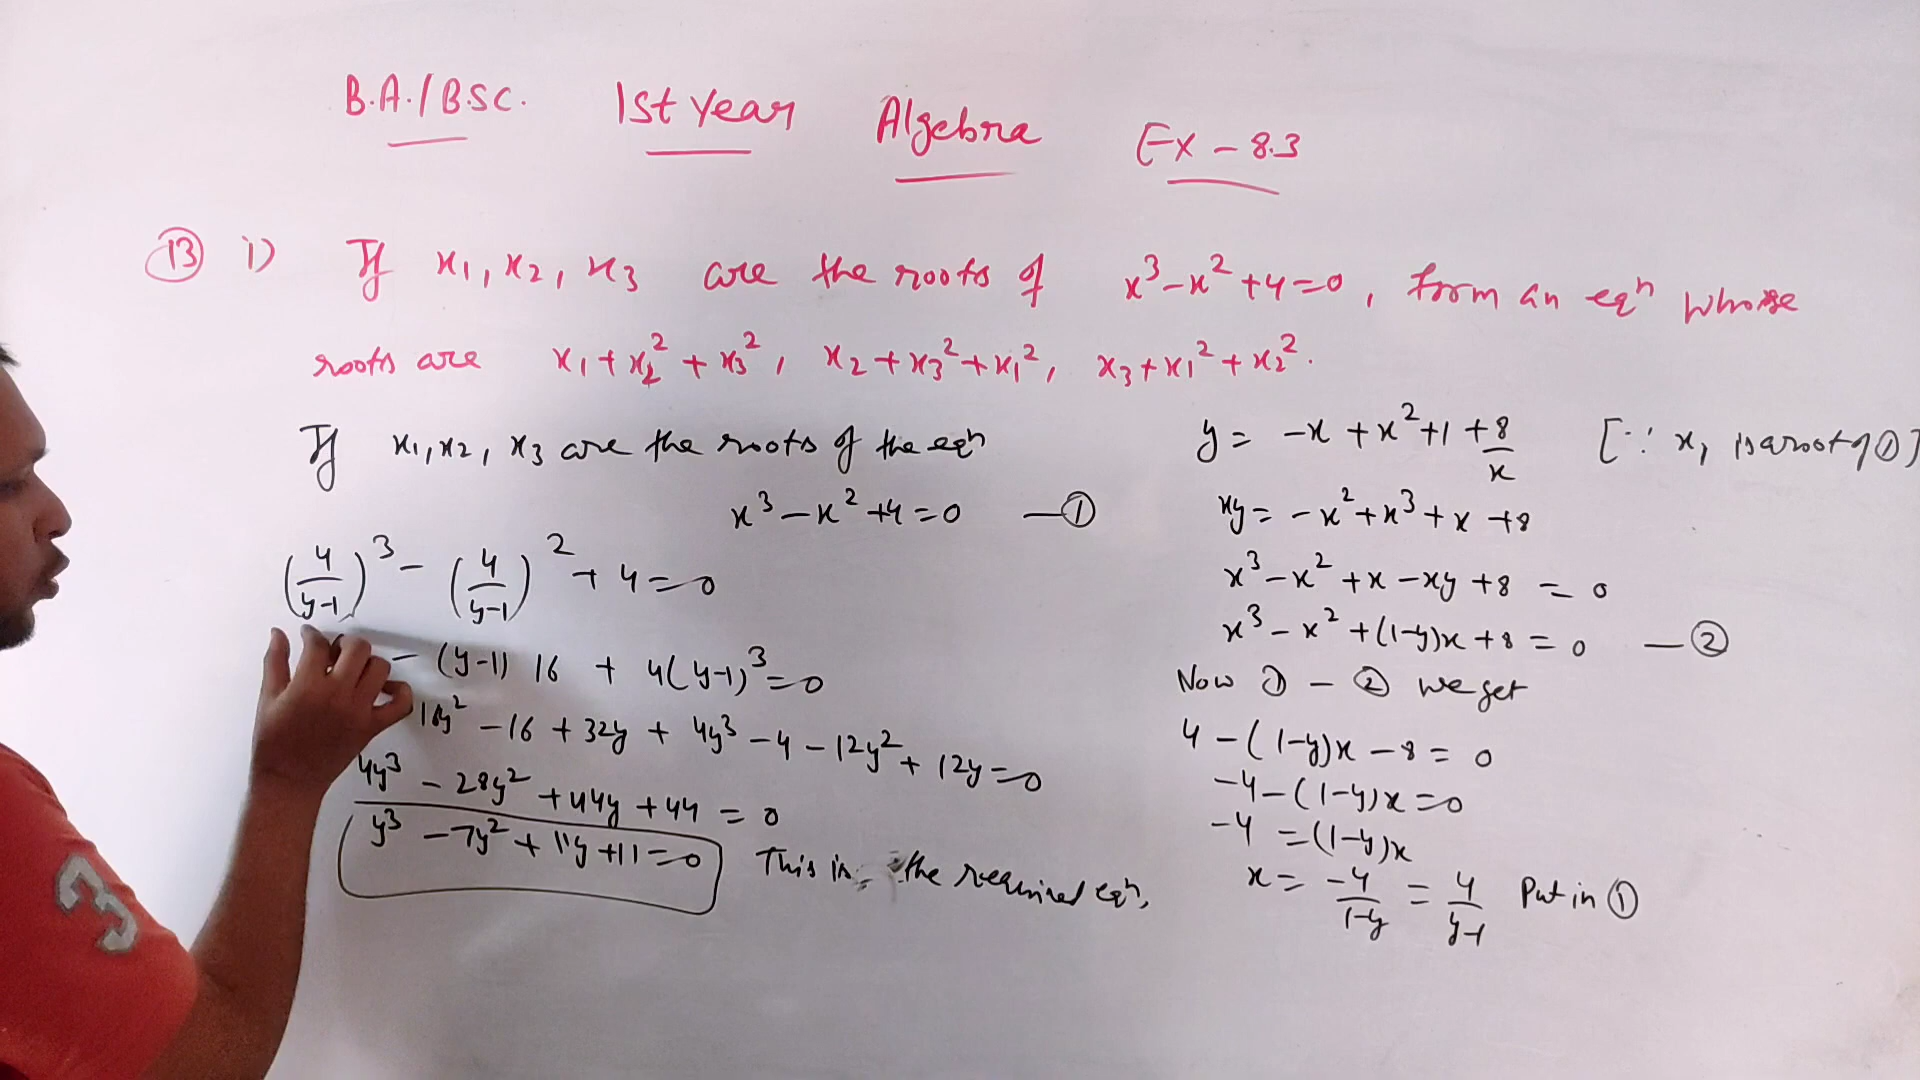 B.A./B.SC. 1st Year Algebra EX - 8.3
13 i) If x₁, x₂, x₃ are the roots of x³-x²+4=0, form an eqⁿ whose
roots are x₁+x₂²+x₃², x₂+x₃²+x₁², x₃+x₁²+x₂².
If x₁, x₂, x₃ are the roots of the eqⁿ
x³-x²+4=0 —①
(4/(y-1))³ - (4/(y-1))² + 4 = 0
- (y-1) 16 + 4(y-1)³ = 0
16y² - 16 + 32y + 4y³ - 4 - 12y² + 12y = 0
4y³ - 28y² + 44y + 44 = 0
y³ - 7y² + 11y + 11 = 0 This is the required eqⁿ,
y = -x + x² + 1 + 8/x [∵ x₁ is a root of ①]
xy = -x² + x³ + x + 8
x³ - x² + x - xy + 8 = 0
x³ - x² + (1-y)x + 8 = 0 —②
Now ① - ② we get
4 - (1-y)x - 8 = 0
-4 - (1-y)x = 0
-4 = (1-y)x
x = -4/(1-y) = 4/(y-1) Put in ①
3